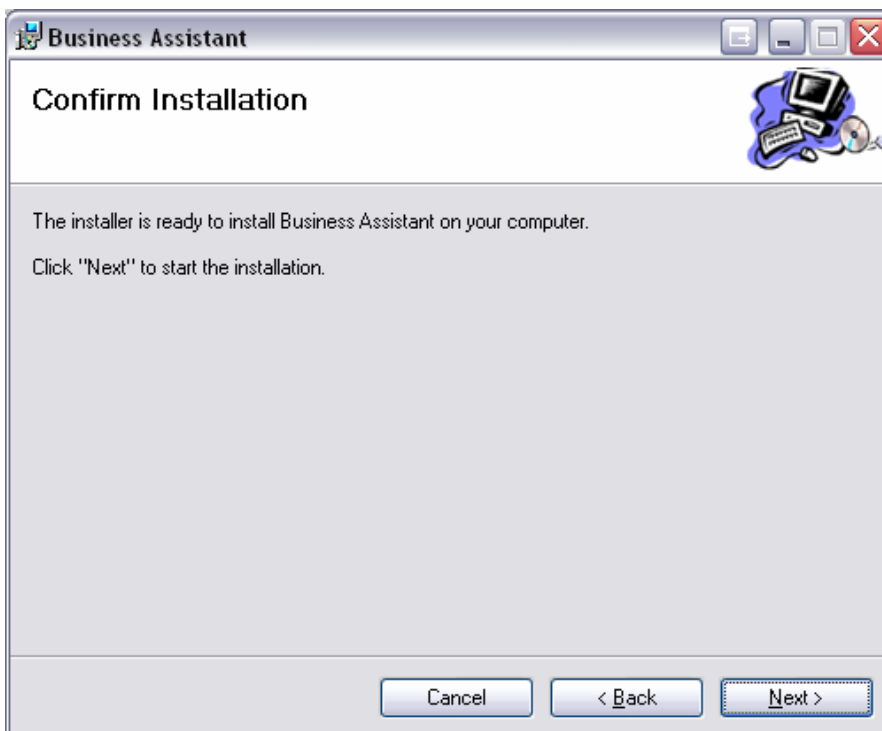 Business Assistant
Confirm Installation
The installer is ready to install Business Assistant on your computer.
Click "Next" to start the installation.
Cancel
< Back
Next >